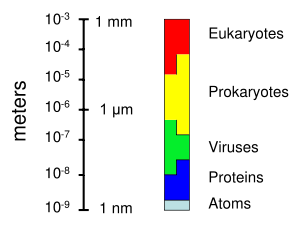 meters
10⁻³ 1 mm
10⁻⁴
10⁻⁵
10⁻⁶ 1 µm
10⁻⁷
10⁻⁸
10⁻⁹ 1 nm
Eukaryotes
Prokaryotes
Viruses
Proteins
Atoms